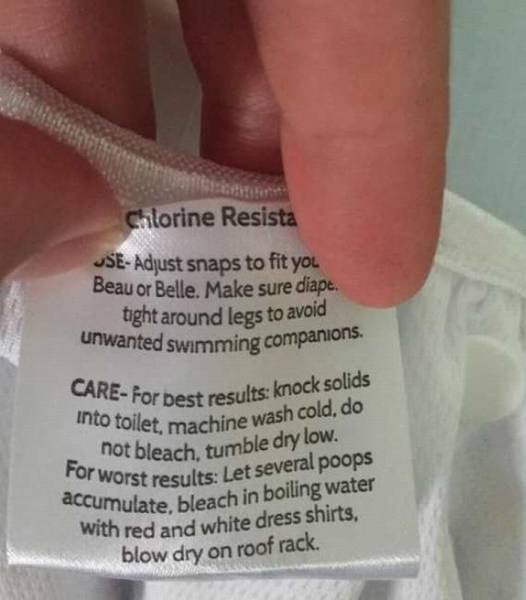 Chlorine Resista
USE- Adjust snaps to fit you
Beau or Belle. Make sure diape
tight around legs to avoid
unwanted swimming companions.
CARE- For best results: knock solids
into toilet, machine wash cold, do
not bleach, tumble dry low.
For worst results: Let several poops
accumulate, bleach in boiling water
with red and white dress shirts,
blow dry on roof rack.